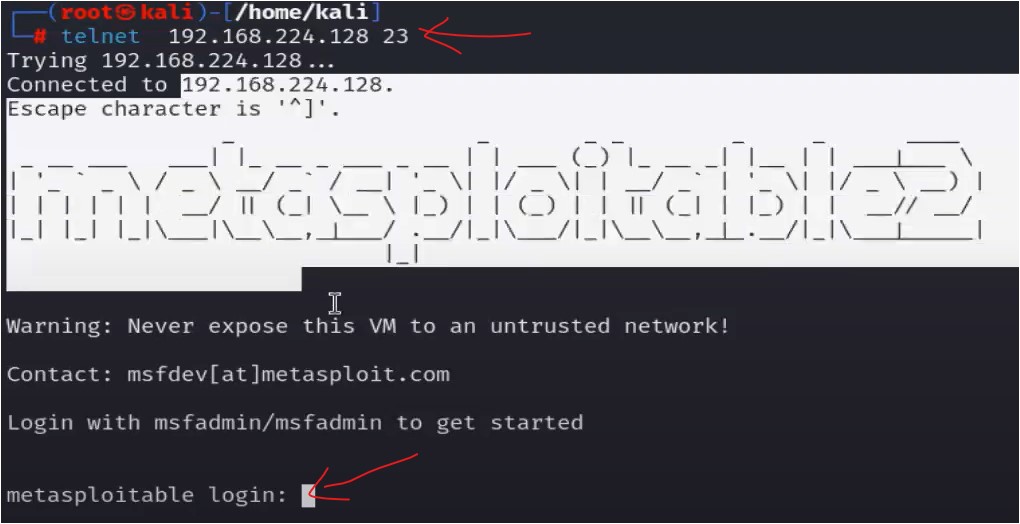 (root㉿kali)-[/home/kali]
# telnet  192.168.224.128 23
Trying 192.168.224.128...
Connected to 192.168.224.128.
Escape character is '^]'.
metasploitable2
Warning: Never expose this VM to an untrusted network!
Contact: msfdev[at]metasploit.com
Login with msfadmin/msfadmin to get started
metasploitable login: